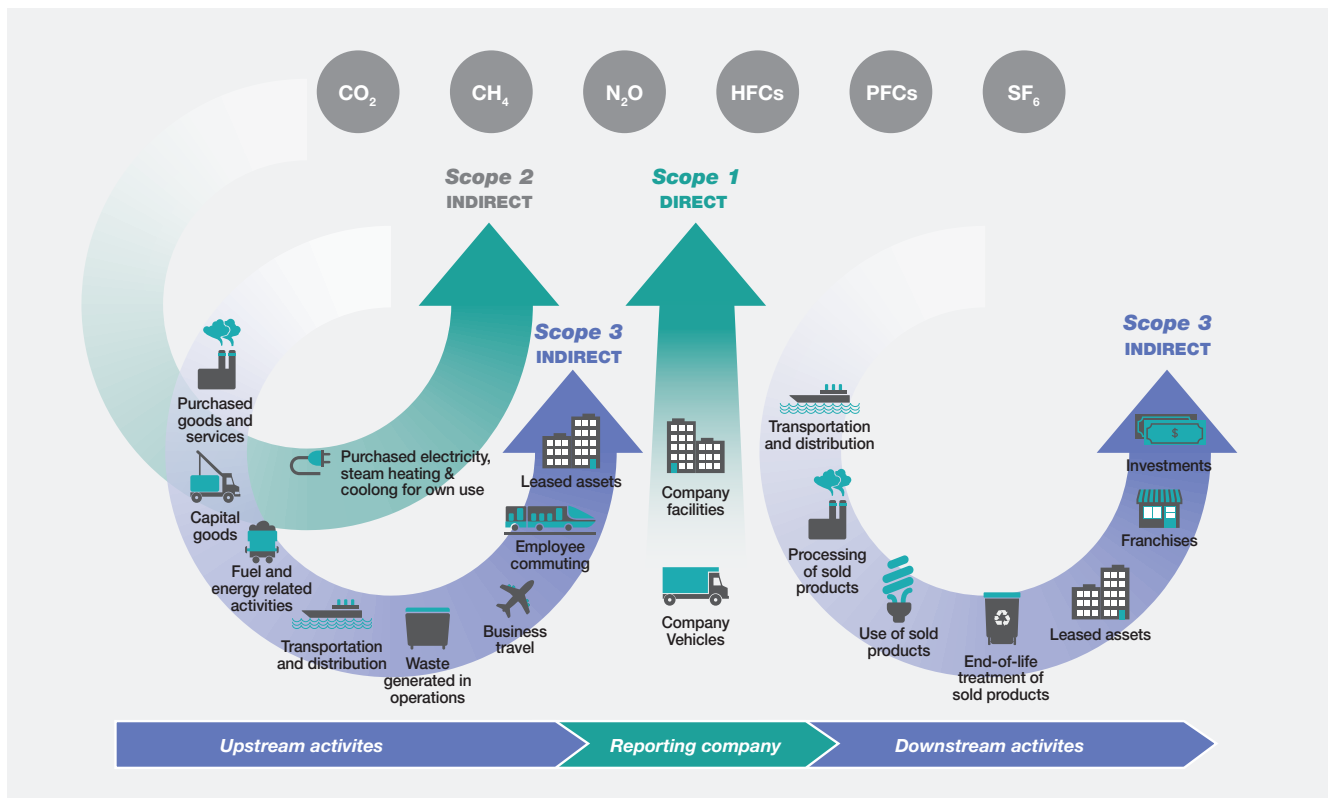 CO2
CH4
N2O
HFCs
PFCs
SF6
Scope 2
INDIRECT
Scope 1
DIRECT
Scope 3
INDIRECT
Scope 3
INDIRECT
Purchased
goods and
services
Capital
goods
Fuel and
energy related
activities
Transportation
and distribution
Waste
generated in
operations
Business
travel
Employee
commuting
Leased assets
Purchased electricity,
steam heating &
coolong for own use
Company
facilities
Company
Vehicles
Transportation
and distribution
Processing
of sold
products
Use of sold
products
End-of-life
treatment of
sold products
Leased assets
Franchises
$
Investments
Upstream activites
Reporting company
Downstream activites